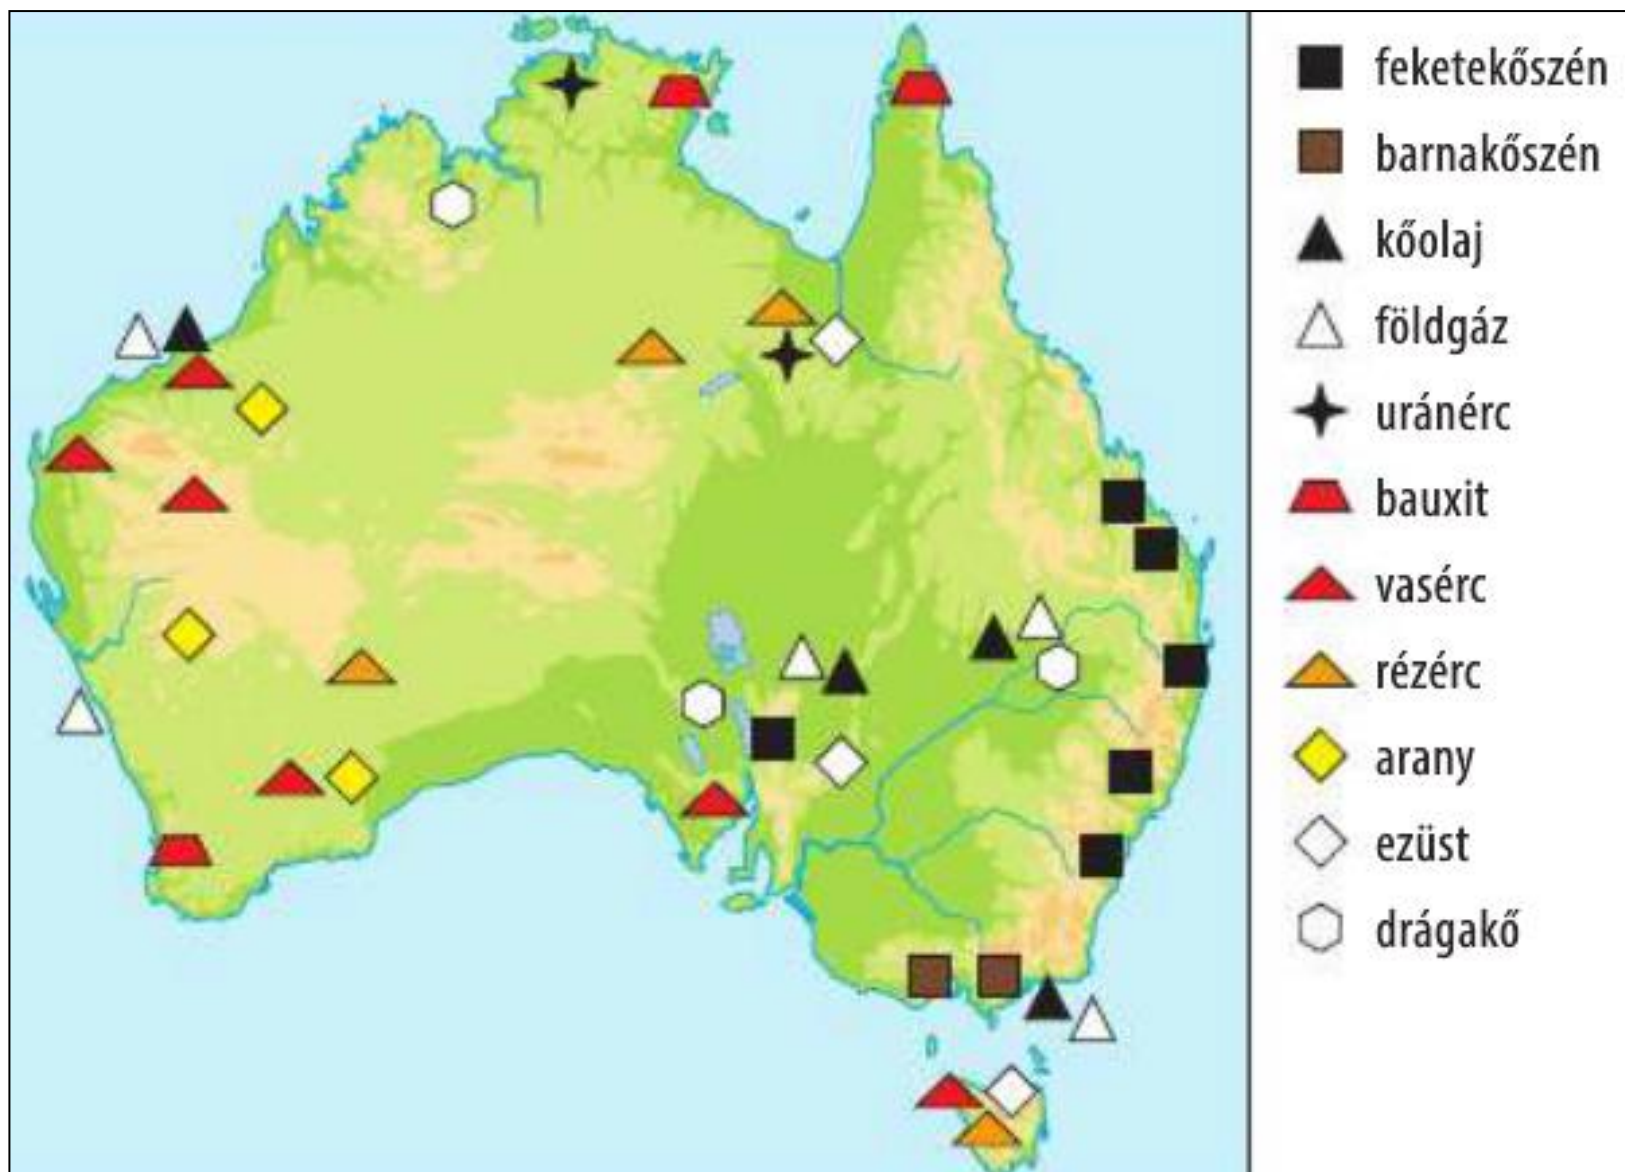 feketekőszén
barnakőszén
kőolaj
földgáz
uránérc
bauxit
vasérc
rézérc
arany
ezüst
drágakő